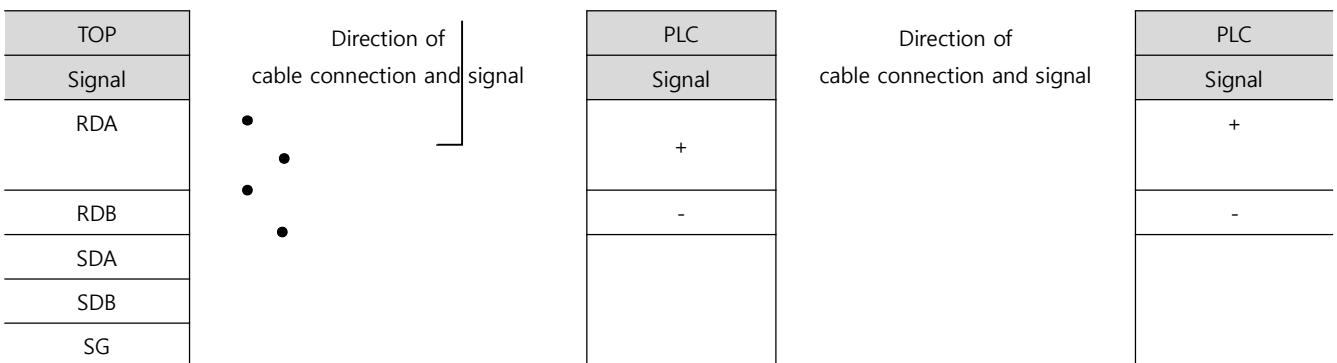 TOP Direction of PLC Direction of PLC
Signal cable connection and signal Signal cable connection and signal Signal
RDA +
+
RDB - -
SDA
SDB
SG